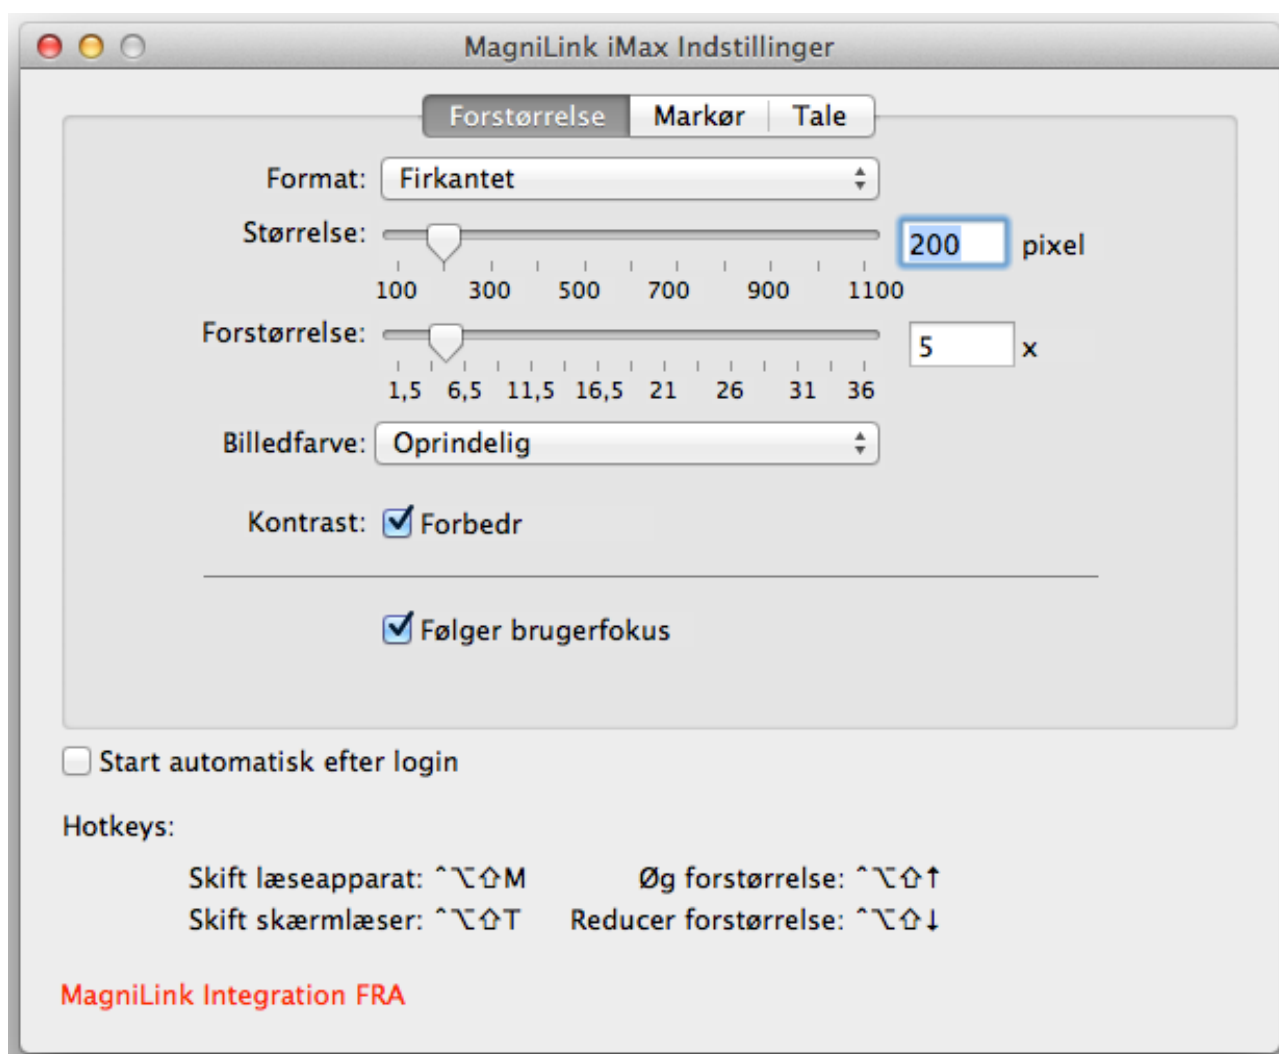 MagniLink iMax Indstillinger
Forstørrelse Markør Tale
Format: Firkantet
Størrelse: 200 pixel
100 300 500 700 900 1100
Forstørrelse: 5 x
1,5 6,5 11,5 16,5 21 26 31 36
Billedfarve: Oprindelig
Kontrast: Forbedr
Følger brugerfokus
Start automatisk efter login
Hotkeys:
Skift læseapparat: ⌃⌥⇧M Øg forstørrelse: ⌃⌥⇧↑
Skift skærmlæser: ⌃⌥⇧T Reducer forstørrelse: ⌃⌥⇧↓
MagniLink Integration FRA